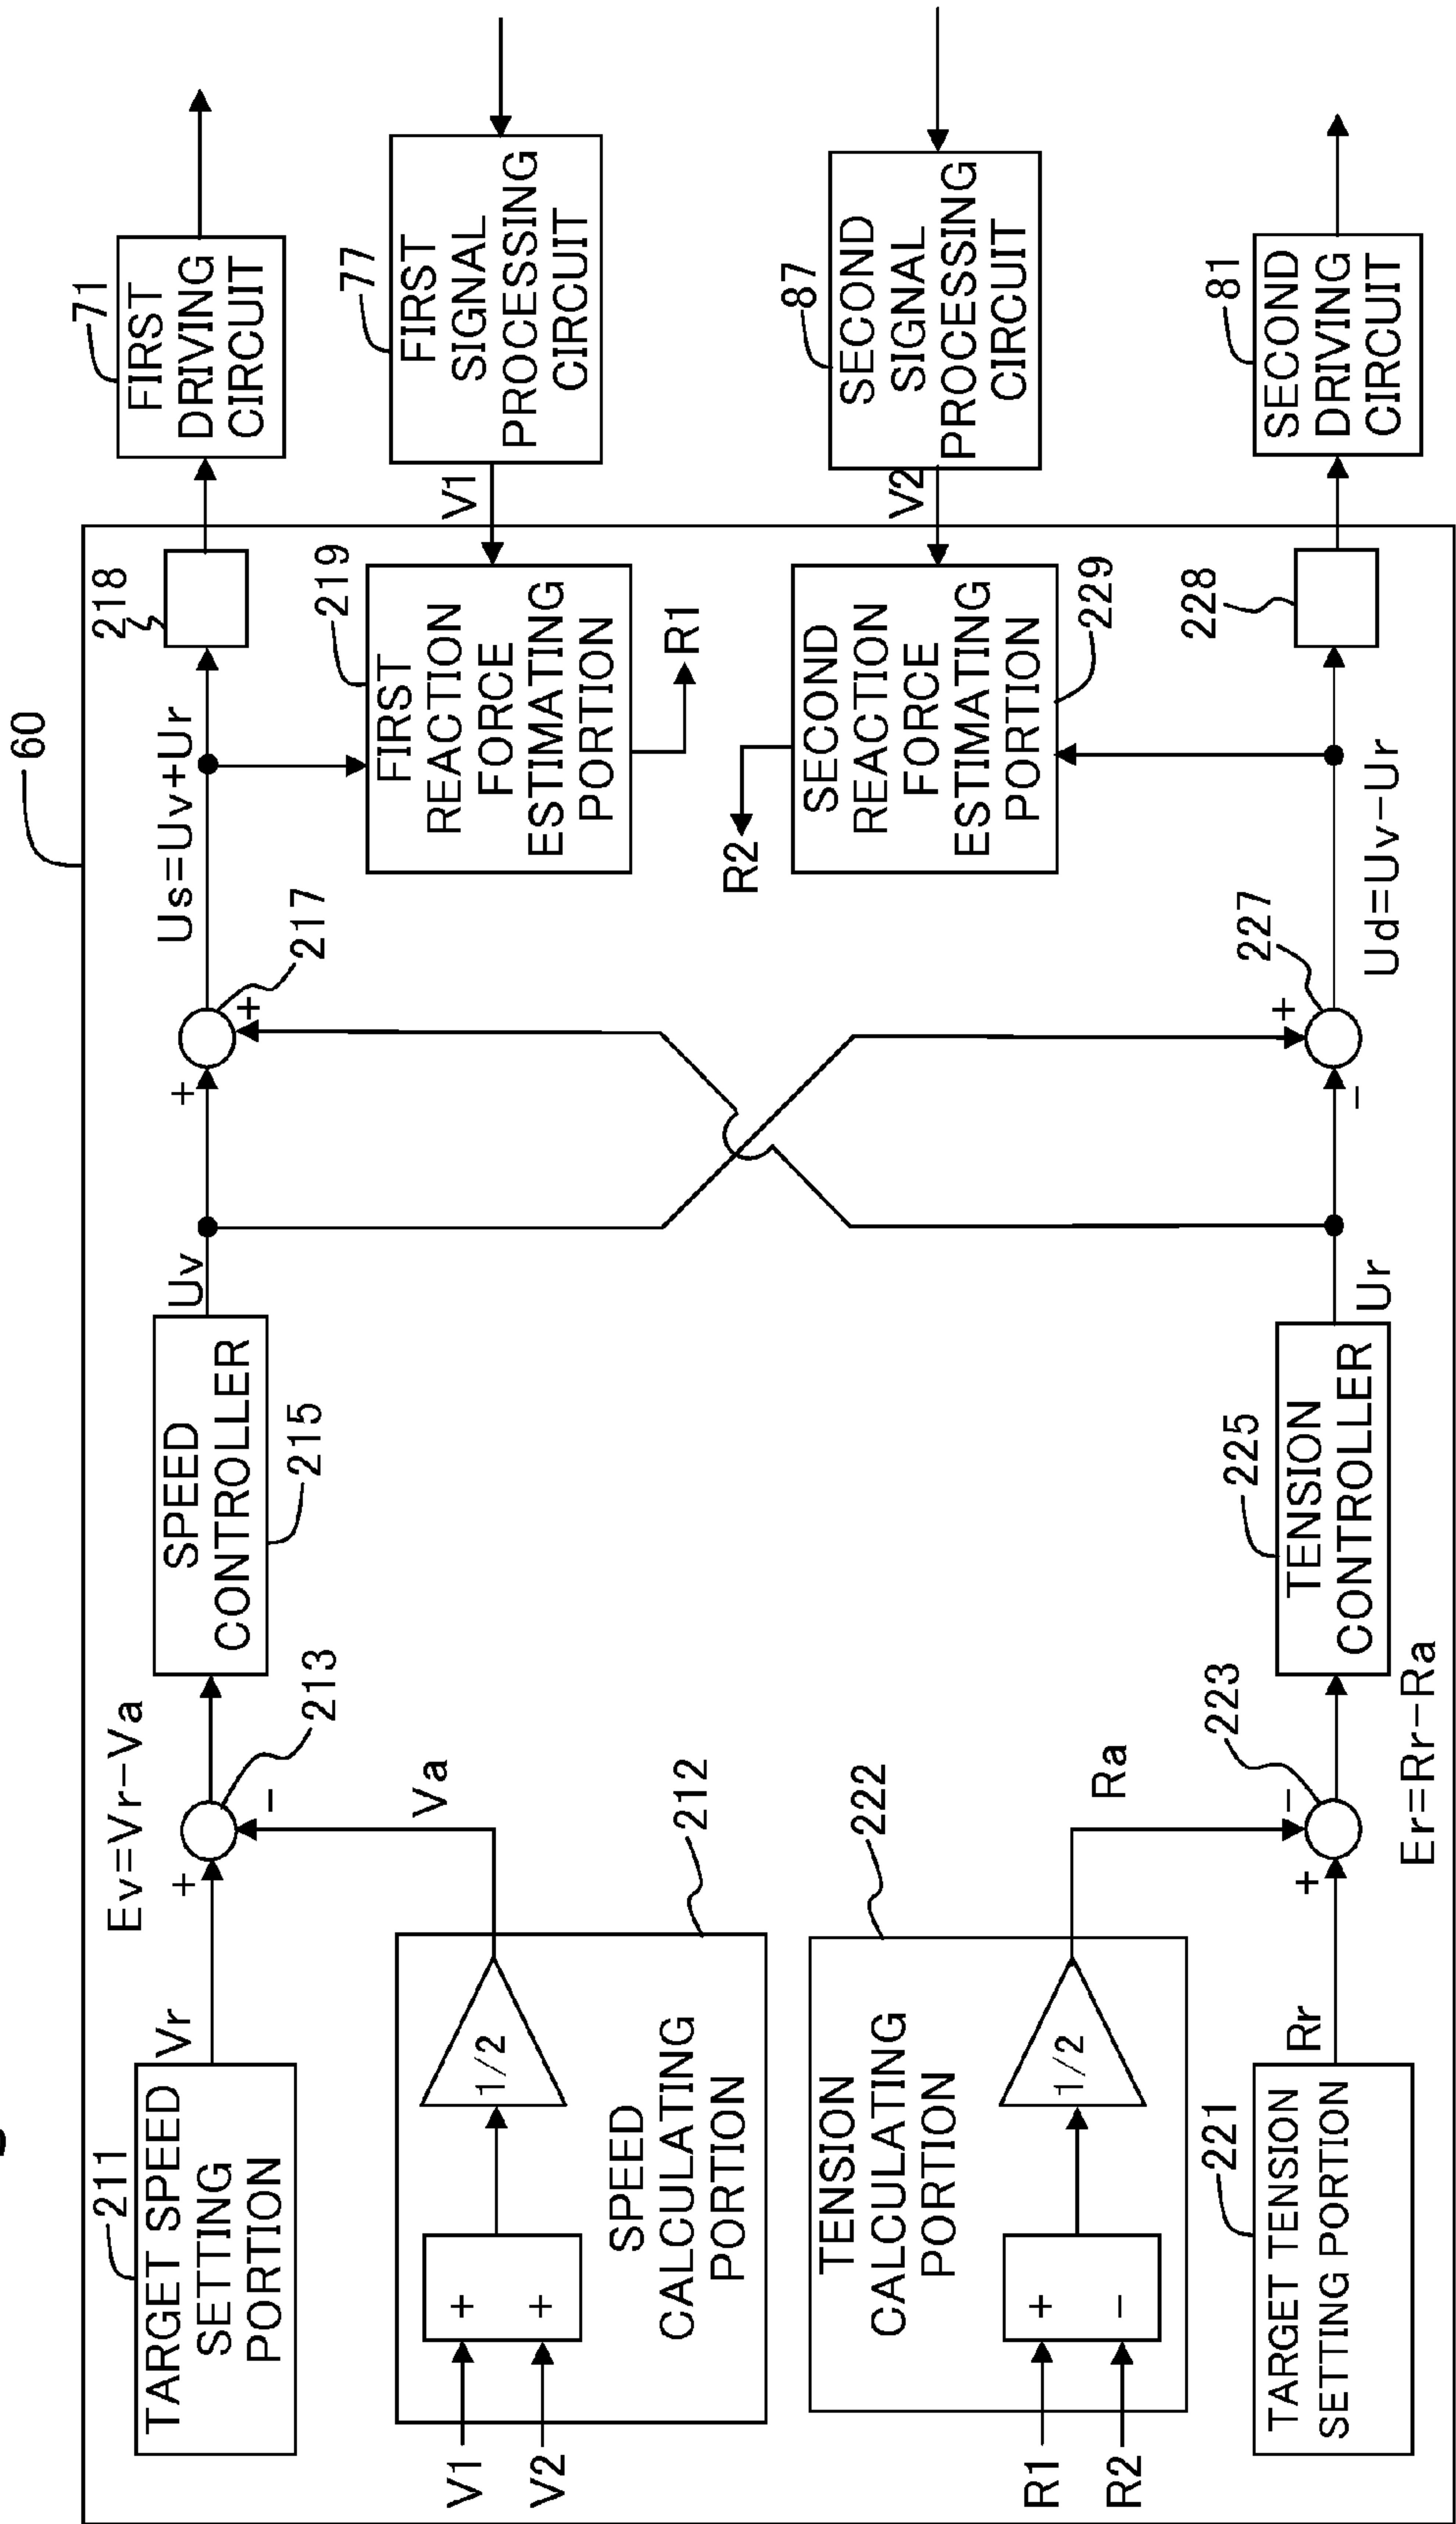 60
211
TARGET SPEED
SETTING
PORTION
Vr
+
-
Ev=Vr-Va
213
SPEED
CONTROLLER
215
Uv
+
+
217
Us=Uv+Ur
218
71
FIRST
DRIVING
CIRCUIT
V1
V2
+
+
1/2
SPEED
CALCULATING
PORTION
212
Va
219
FIRST
REACTION
FORCE
ESTIMATING
PORTION
R1
V1
77
FIRST
SIGNAL
PROCESSING
CIRCUIT
R1
R2
+
-
1/2
TENSION
CALCULATING
PORTION
222
Ra
R2
SECOND
REACTION
FORCE
ESTIMATING
PORTION
229
V2
87
SECOND
SIGNAL
PROCESSING
CIRCUIT
221
TARGET TENSION
SETTING PORTION
Rr
+
-
223
Er=Rr-Ra
225
TENSION
CONTROLLER
Ur
+
-
227
Ud=Uv-Ur
228
81
SECOND
DRIVING
CIRCUIT